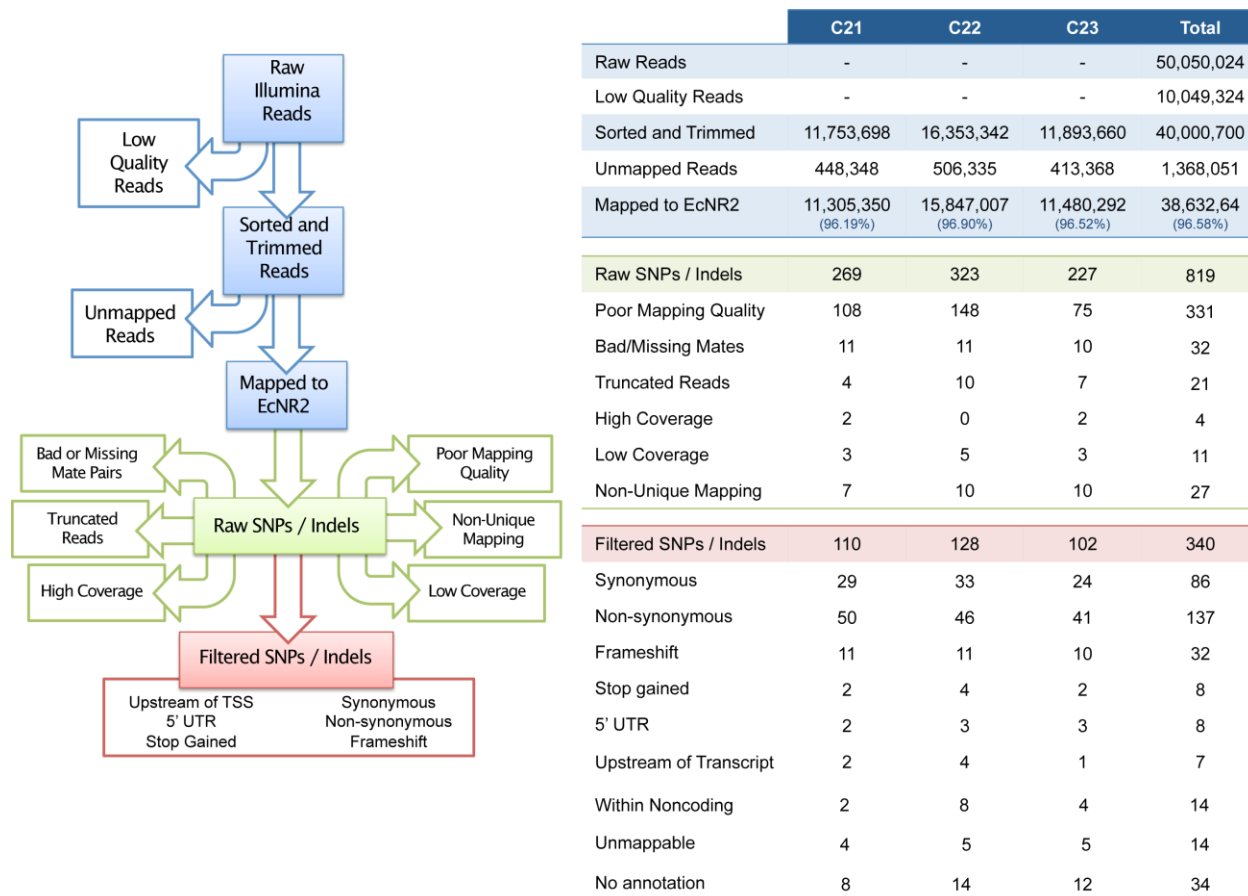 Raw
Illumina
Reads
Low
Quality
Reads
Sorted and
Trimmed
Reads
Unmapped
Reads
Mapped to
EcNR2
Bad or Missing
Mate Pairs
Poor Mapping
Quality
Truncated
Reads
Raw SNPs / Indels
Non-Unique
Mapping
High Coverage
Low Coverage
Filtered SNPs / Indels
Upstream of TSS Synonymous
5' UTR Non-synonymous
Stop Gained Frameshift
C21 C22 C23 Total
Raw Reads - - - 50,050,024
Low Quality Reads - - - 10,049,324
Sorted and Trimmed 11,753,698 16,353,342 11,893,660 40,000,700
Unmapped Reads 448,348 506,335 413,368 1,368,051
Mapped to EcNR2 11,305,350 15,847,007 11,480,292 38,632,64
(96.19%) (96.90%) (96.52%) (96.58%)
Raw SNPs / Indels 269 323 227 819
Poor Mapping Quality 108 148 75 331
Bad/Missing Mates 11 11 10 32
Truncated Reads 4 10 7 21
High Coverage 2 0 2 4
Low Coverage 3 5 3 11
Non-Unique Mapping 7 10 10 27
Filtered SNPs / Indels 110 128 102 340
Synonymous 29 33 24 86
Non-synonymous 50 46 41 137
Frameshift 11 11 10 32
Stop gained 2 4 2 8
5' UTR 2 3 3 8
Upstream of Transcript 2 4 1 7
Within Noncoding 2 8 4 14
Unmappable 4 5 5 14
No annotation 8 14 12 34